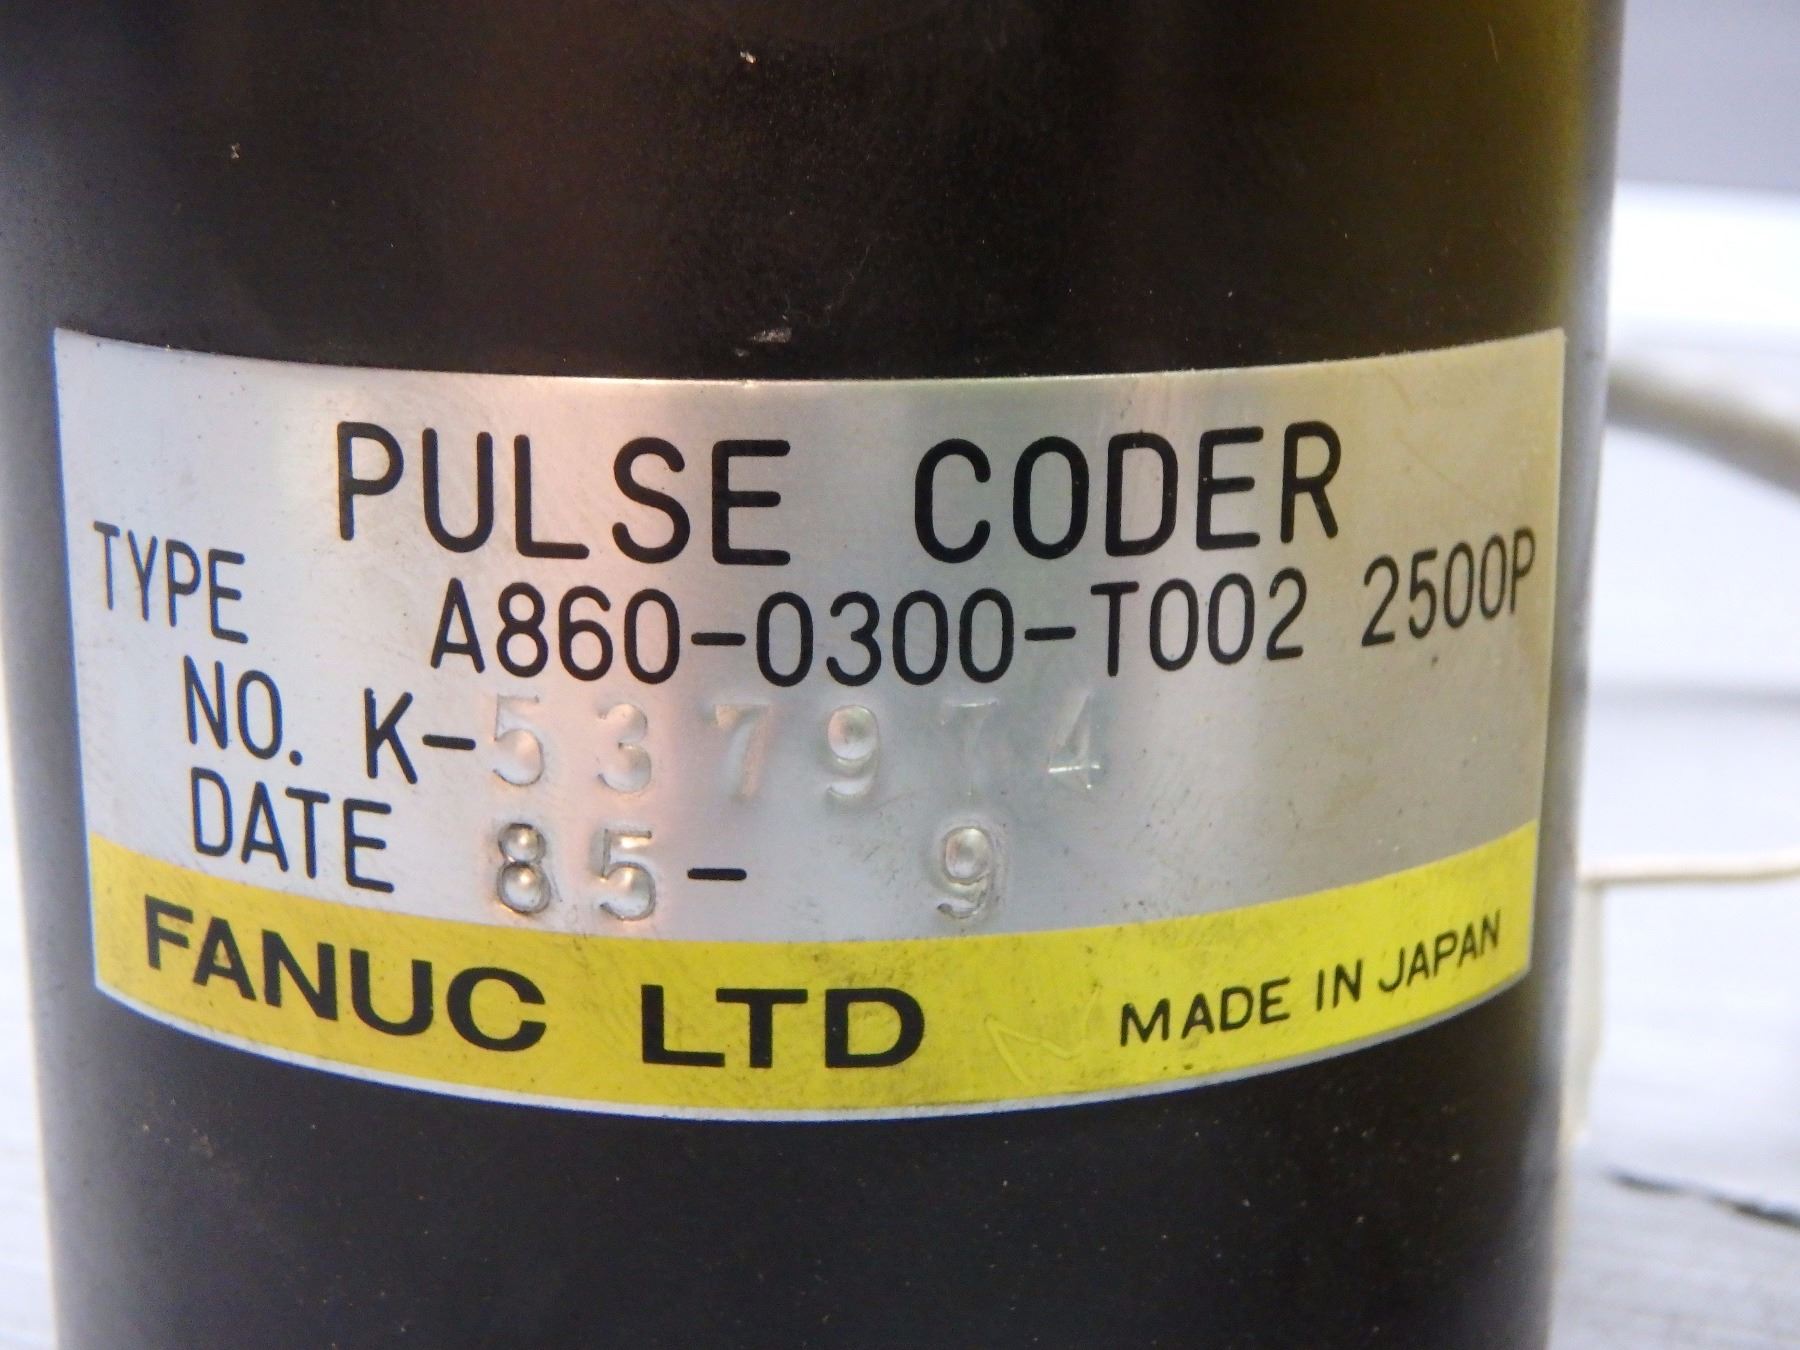 PULSE CODER
TYPE A860-0300-T002 2500P
NO. K-537974
DATE 85- 9
FANUC LTD MADE IN JAPAN